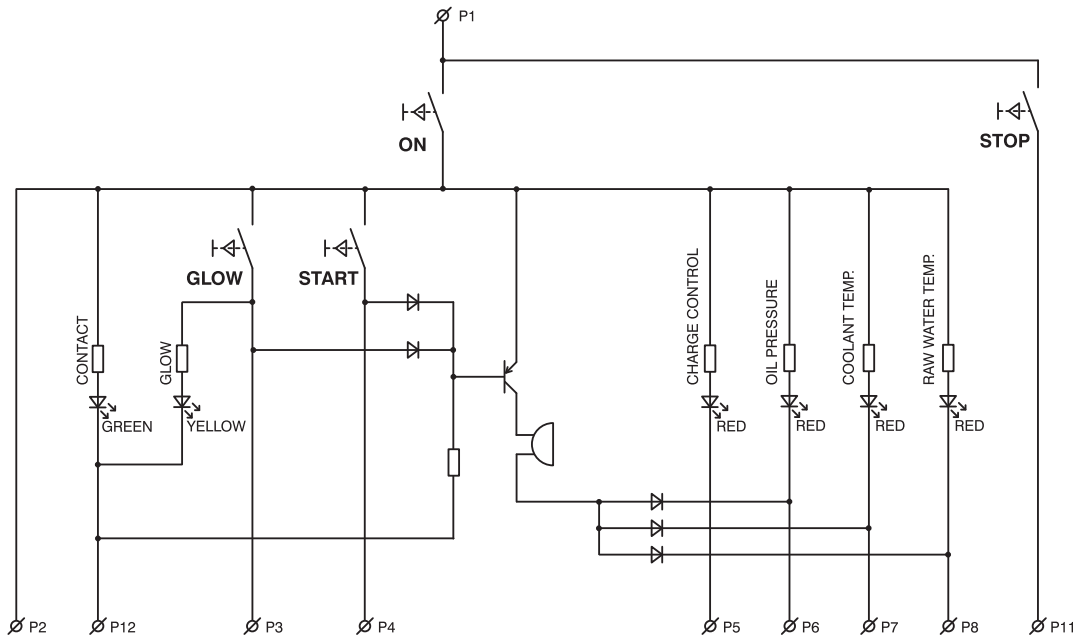 P1
ON
STOP
GLOW
START
CONTACT
GLOW
CHARGE CONTROL
OIL PRESSURE
COOLANT TEMP.
RAW WATER TEMP.
GREEN
YELLOW
RED
RED
RED
RED
P2
P12
P3
P4
P5
P6
P7
P8
P11